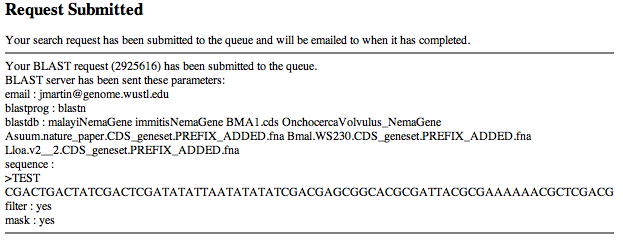 Request Submitted
Your search request has been submitted to the queue and will be emailed to when it has completed.
Your BLAST request (2925616) has been submitted to the queue.
BLAST server has been sent these parameters:
email : jmartin@genome.wustl.edu
blastprog : blastn
blastdb : malayiNemaGene immitisNemaGene BMA1.cds OnchocercaVolvulus_NemaGene
Asuum.nature_paper.CDS_geneset.PREFIX_ADDED.fna Bmal.WS230.CDS_geneset.PREFIX_ADDED.fna
Lloa.v2__2.CDS_geneset.PREFIX_ADDED.fna
sequence :
>TEST
CGACTGACTATCGACTCGATATATTAATATATATCGACGAGCGGCACGCGATTACGCGAAAAAACGCTCGACG
filter : yes
mask : yes